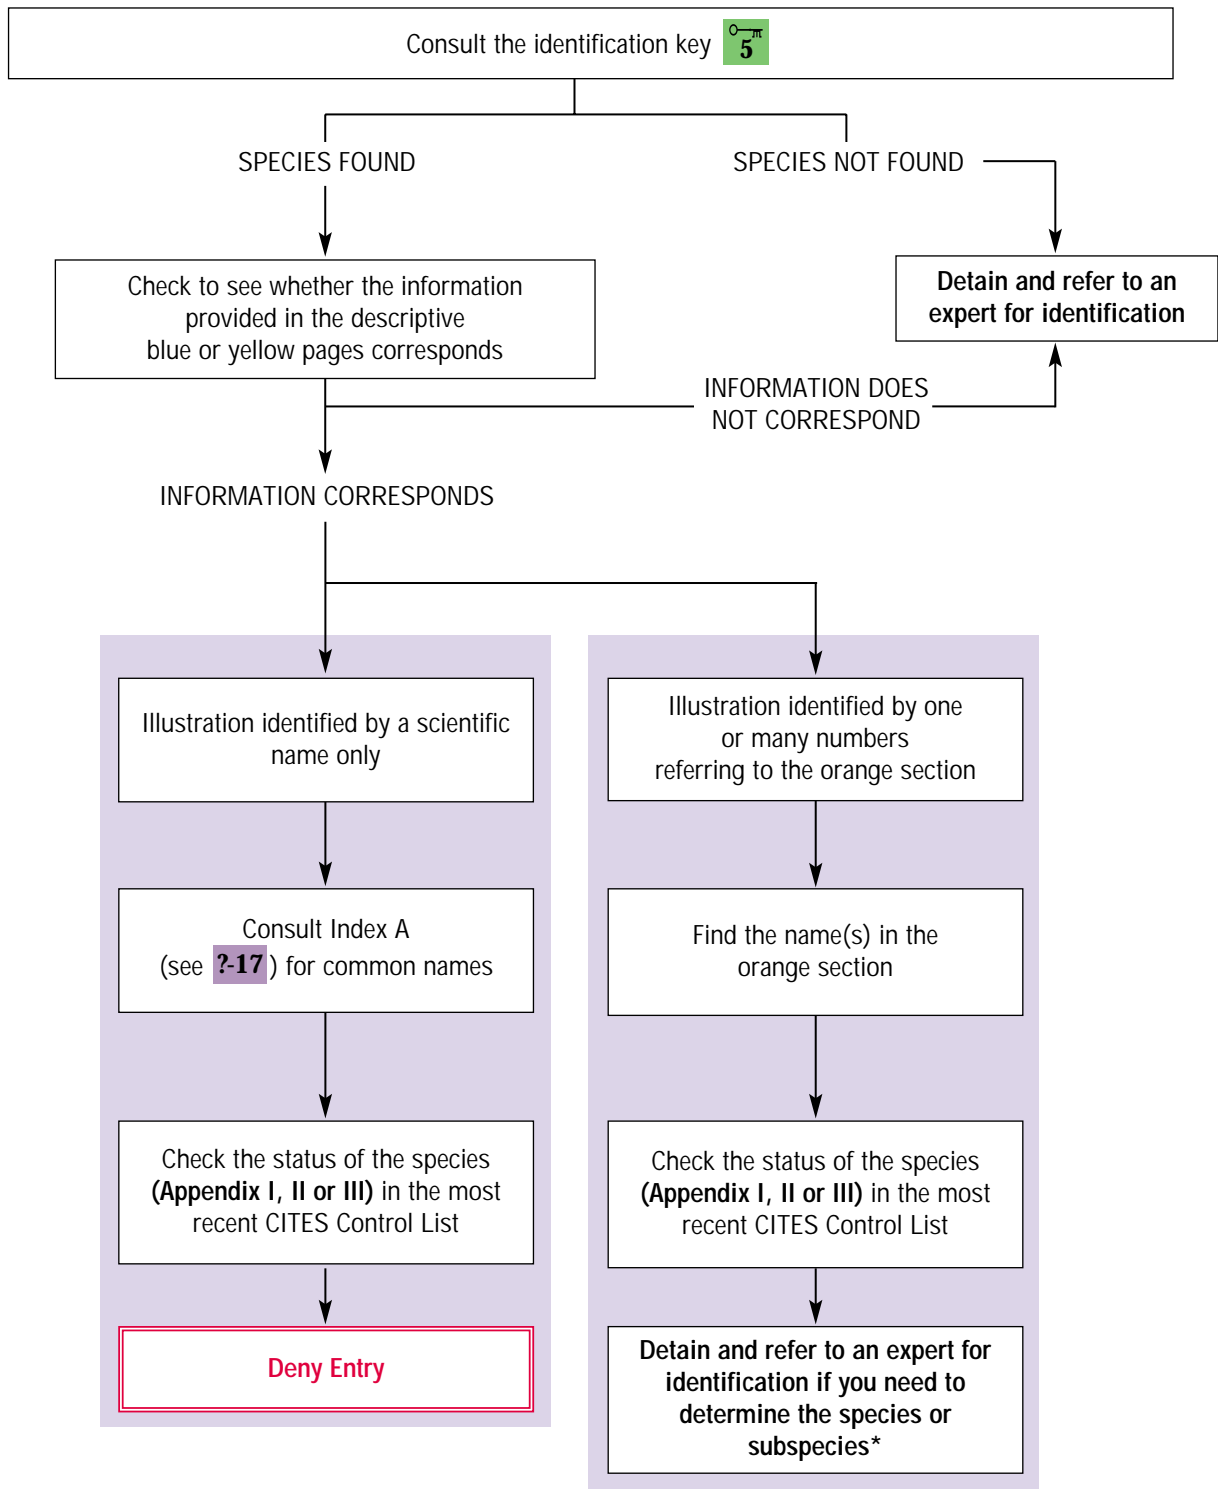 Consult the identification key 5
SPECIES FOUND
SPECIES NOT FOUND
Check to see whether the information
provided in the descriptive
blue or yellow pages corresponds
Detain and refer to an
expert for identification
INFORMATION DOES
NOT CORRESPOND
INFORMATION CORRESPONDS
Illustration identified by a scientific
name only
Illustration identified by one
or many numbers
referring to the orange section
Consult Index A
(see ?-17) for common names
Find the name(s) in the
orange section
Check the status of the species
(Appendix I, II or III) in the most
recent CITES Control List
Check the status of the species
(Appendix I, II or III) in the most
recent CITES Control List
Deny Entry
Detain and refer to an expert for
identification if you need to
determine the species or
subspecies*